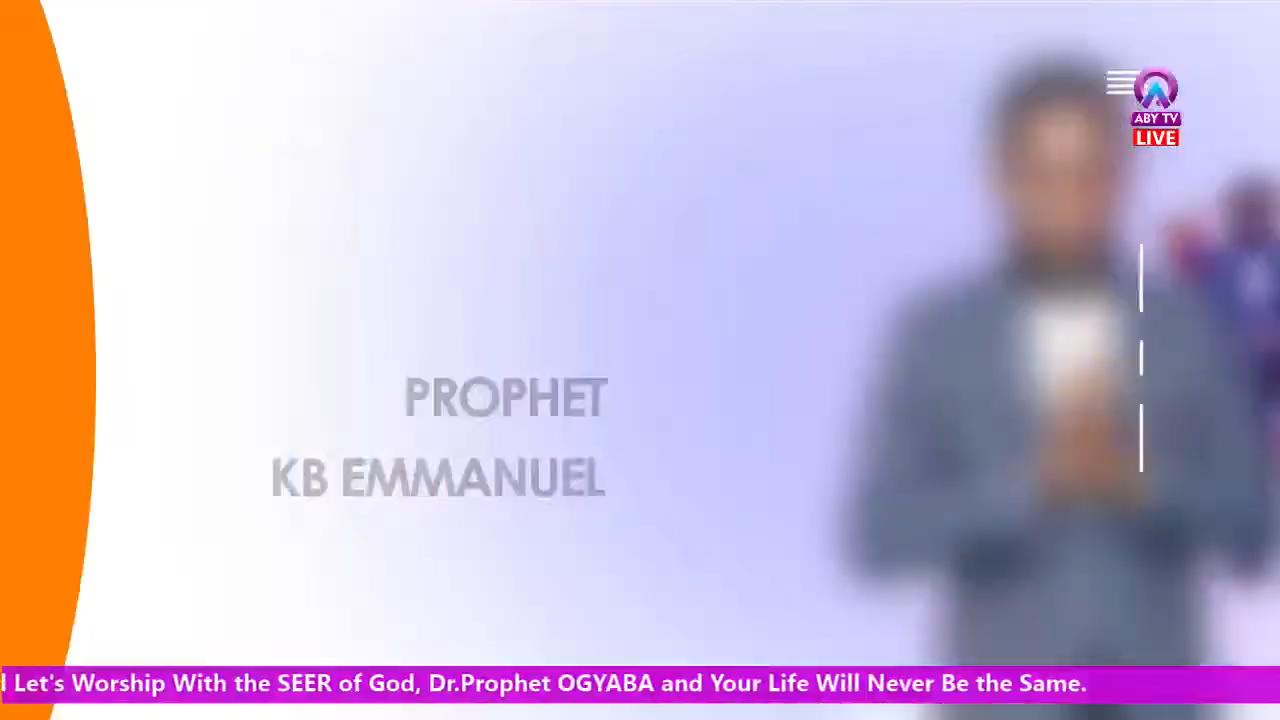 ABY TV
LIVE
PROPHET
KB EMMANUEL
Let's Worship With the SEER of God, Dr.Prophet OGYABA and Your Life Will Never Be the Same.